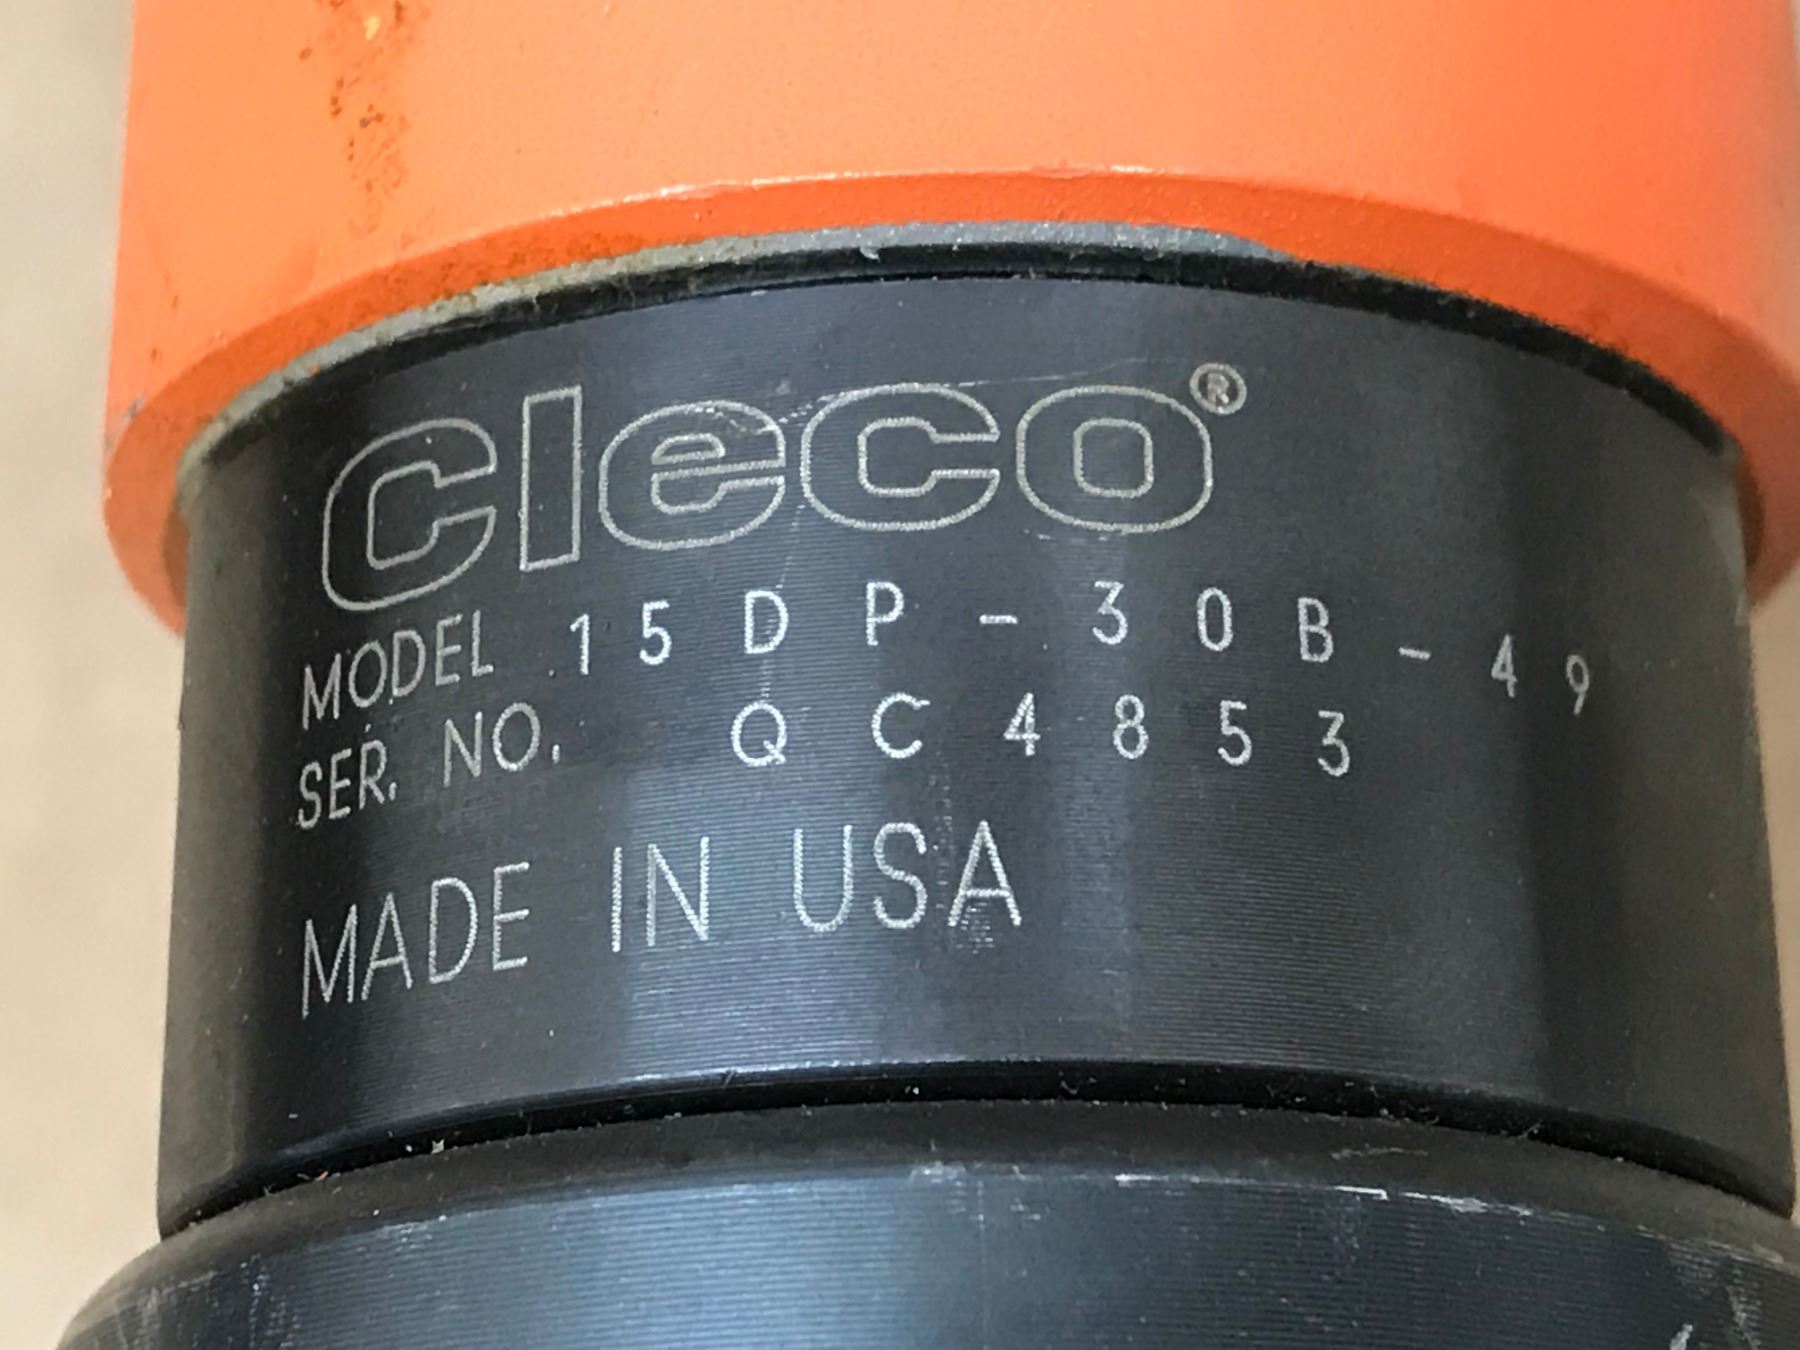 Cleco®
MODEL 15DP-30B-49
SER. NO. QC4853
MADE IN USA